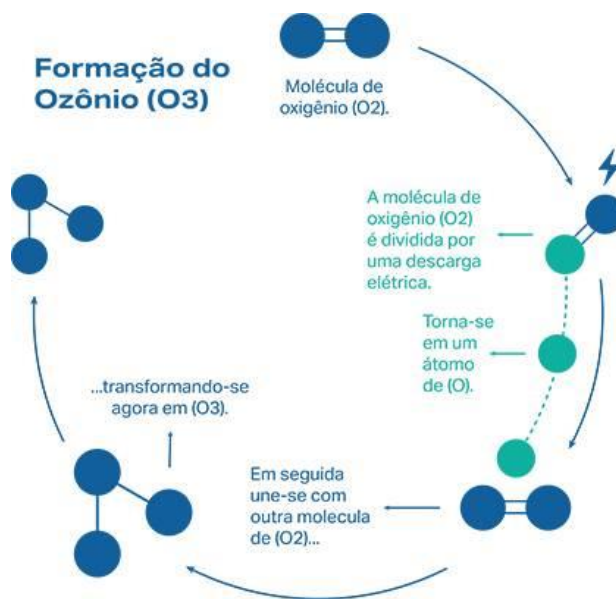 Formação do
Ozônio (O3)
Molécula de
oxigênio (O2).
A molécula de
oxigênio (O2)
é dividida por
uma descarga
elétrica.
Torna-se
em um
átomo
de (O).
Em seguida
une-se com
outra molecula
de (O2)...
...transformando-se
agora em (O3).